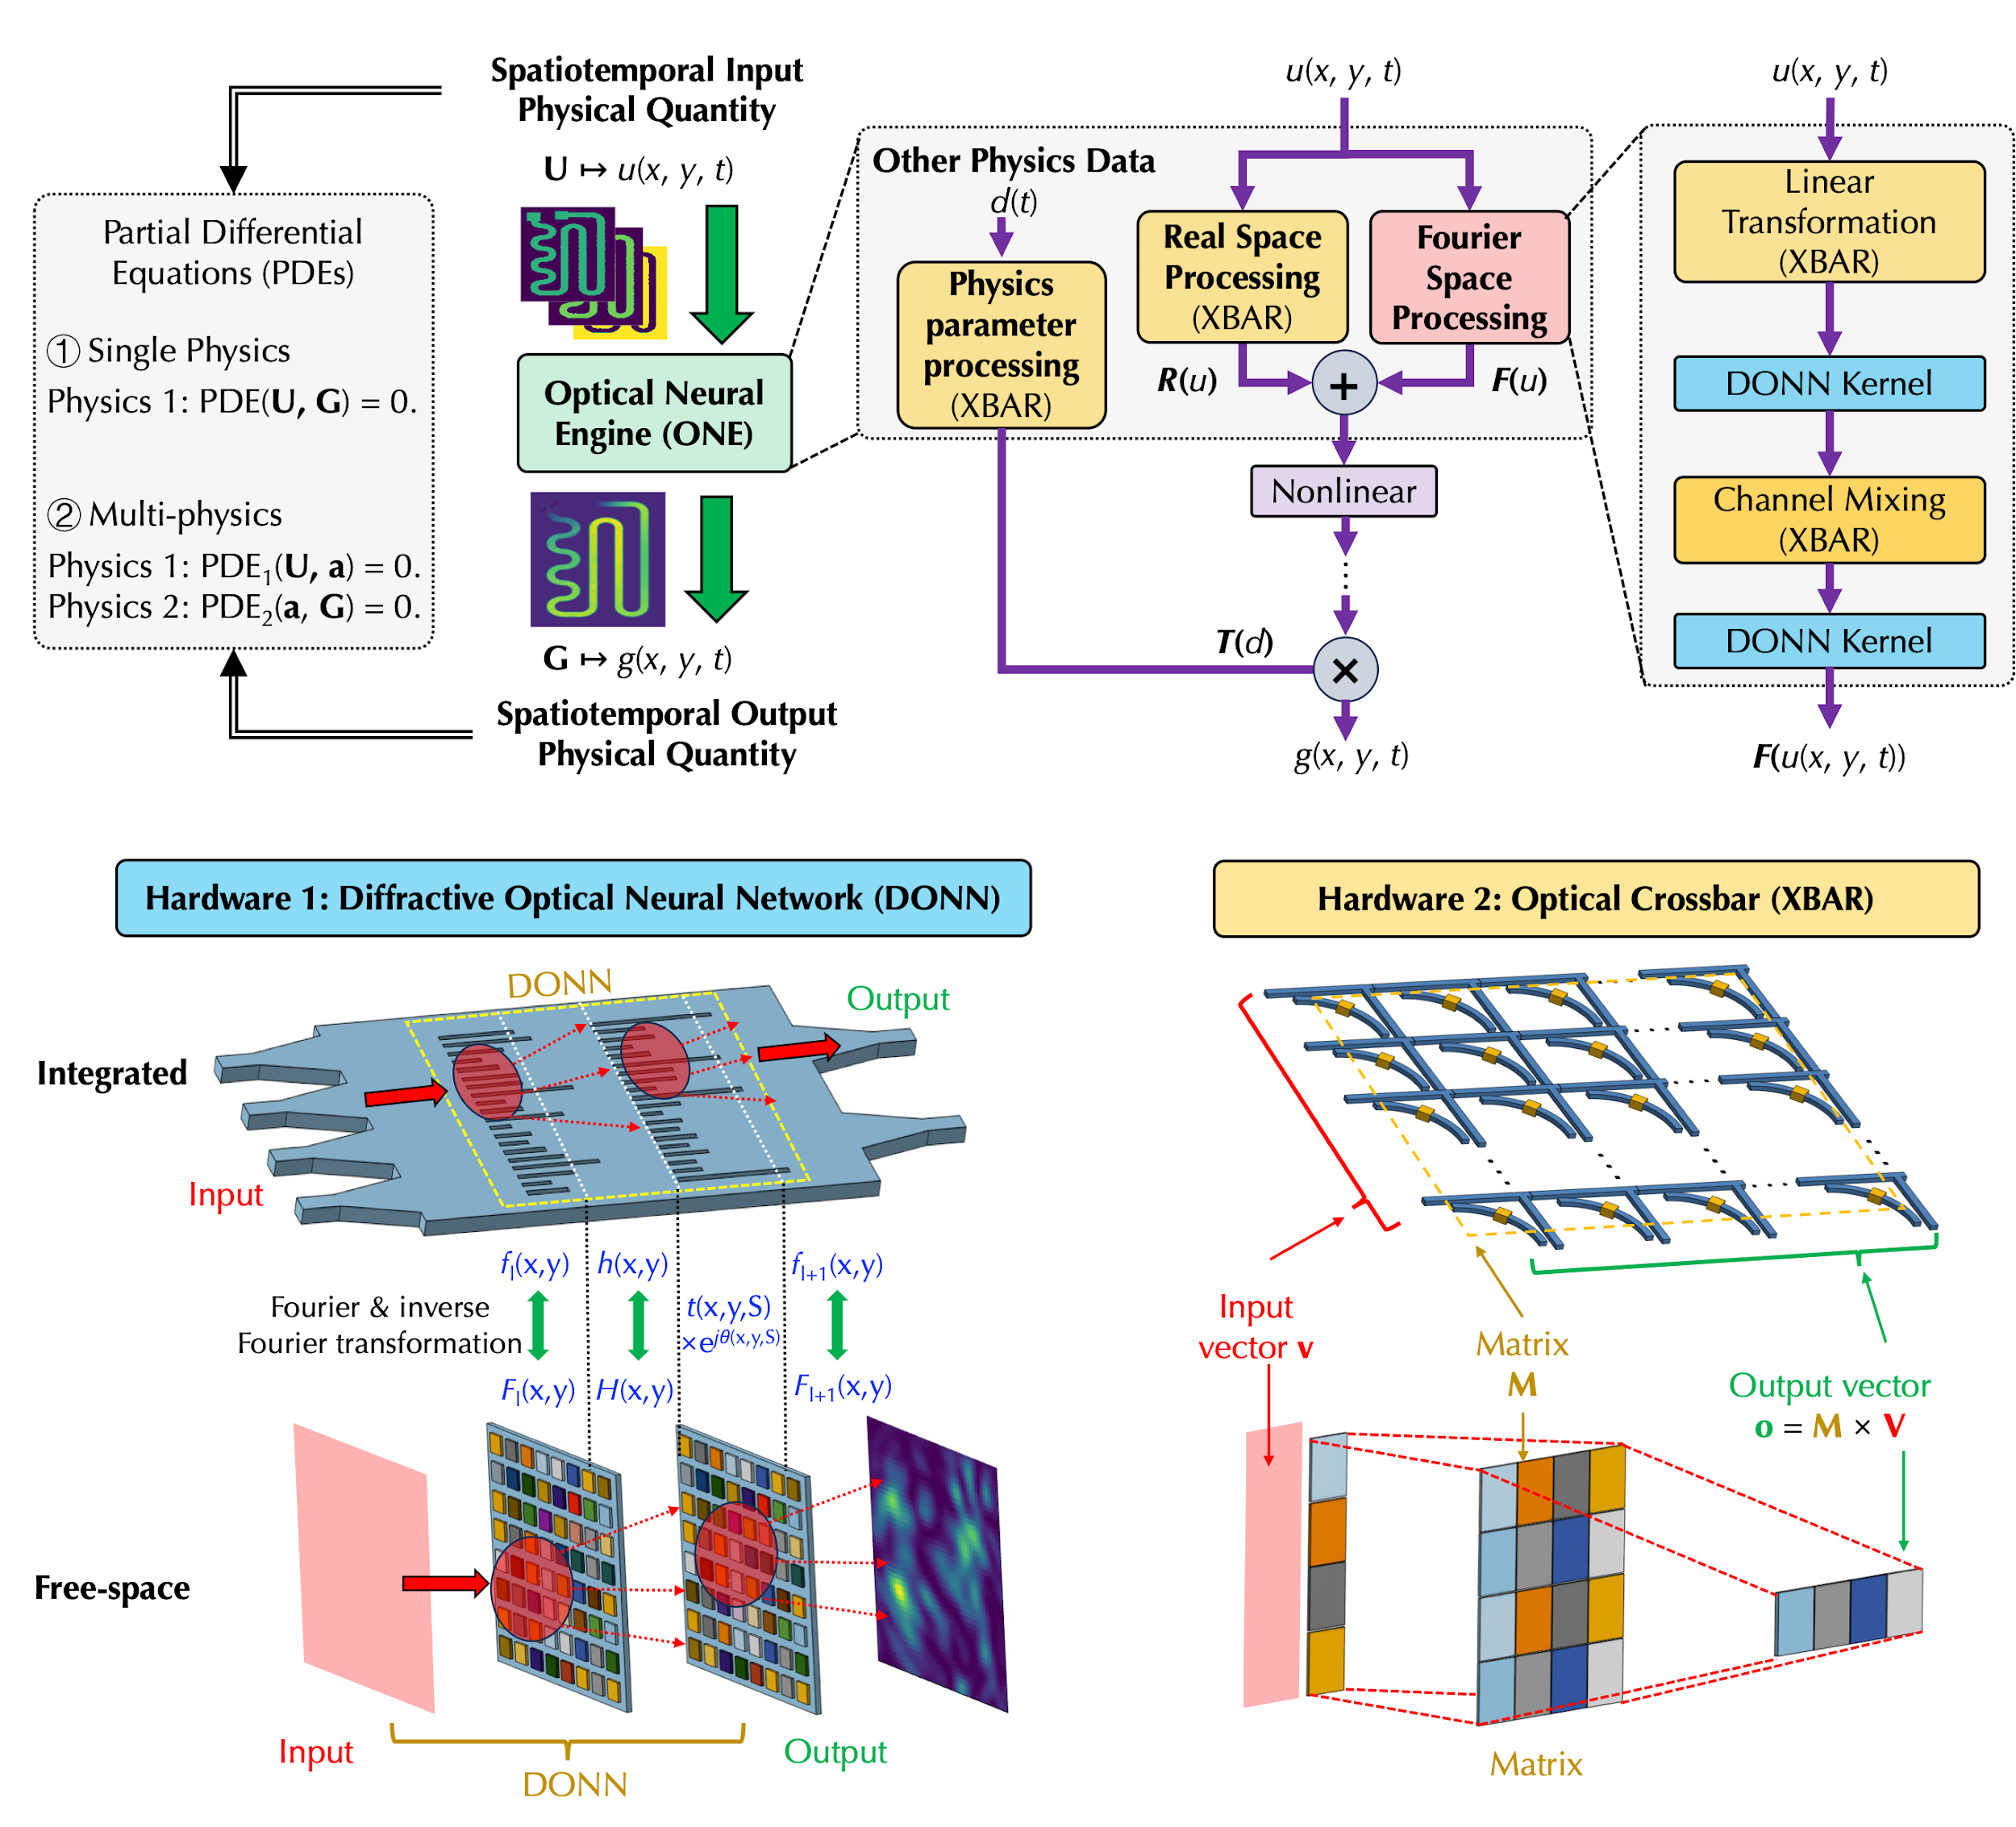 Spatiotemporal Input
Physical Quantity
U ↦ u(x, y, t)
Partial Differential
Equations (PDEs)
① Single Physics
Physics 1: PDE(U, G) = 0.
② Multi-physics
Physics 1: PDE₁(U, a) = 0.
Physics 2: PDE₂(a, G) = 0.
Optical Neural
Engine (ONE)
G ↦ g(x, y, t)
Spatiotemporal Output
Physical Quantity
u(x, y, t)
Other Physics Data
d(t)
Physics
parameter
processing
(XBAR)
Real Space
Processing
(XBAR)
Fourier
Space
Processing
R(u)
+
F(u)
Nonlinear
T(d)
×
g(x, y, t)
u(x, y, t)
Linear
Transformation
(XBAR)
DONN Kernel
Channel Mixing
(XBAR)
DONN Kernel
F(u(x, y, t))
Hardware 1: Diffractive Optical Neural Network (DONN)
DONN
Output
Integrated
Input
fₗ(x,y) h(x,y) fₗ₊₁(x,y)
Fourier & inverse
Fourier transformation
t(x,y,S)
×e^jθ(x,y,S)
Fₗ(x,y) H(x,y) Fₗ₊₁(x,y)
Free-space
Input
Output
DONN
Hardware 2: Optical Crossbar (XBAR)
Input
vector v
Matrix
M
Output vector
o = M × V
Matrix